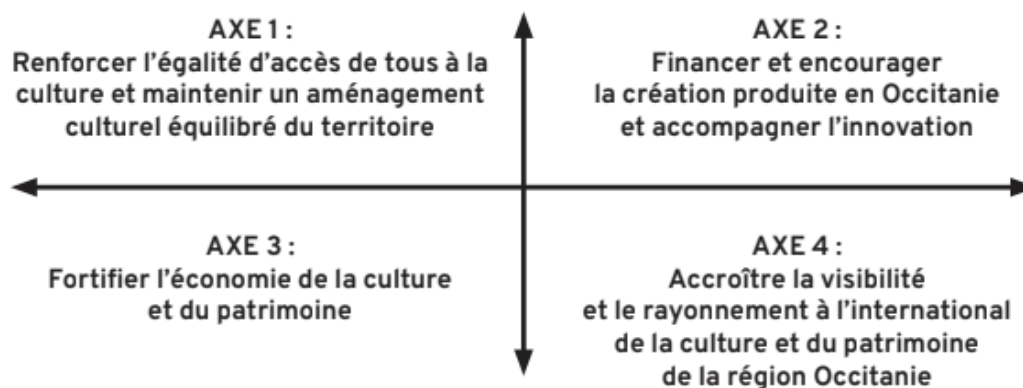 AXE 1 :
Renforcer l'égalité d'accès de tous à la
culture et maintenir un aménagement
culturel équilibré du territoire
AXE 2 :
Financer et encourager
la création produite en Occitanie
et accompagner l'innovation
AXE 3 :
Fortifier l'économie de la culture
et du patrimoine
AXE 4 :
Accroître la visibilité
et le rayonnement à l'international
de la culture et du patrimoine
de la région Occitanie